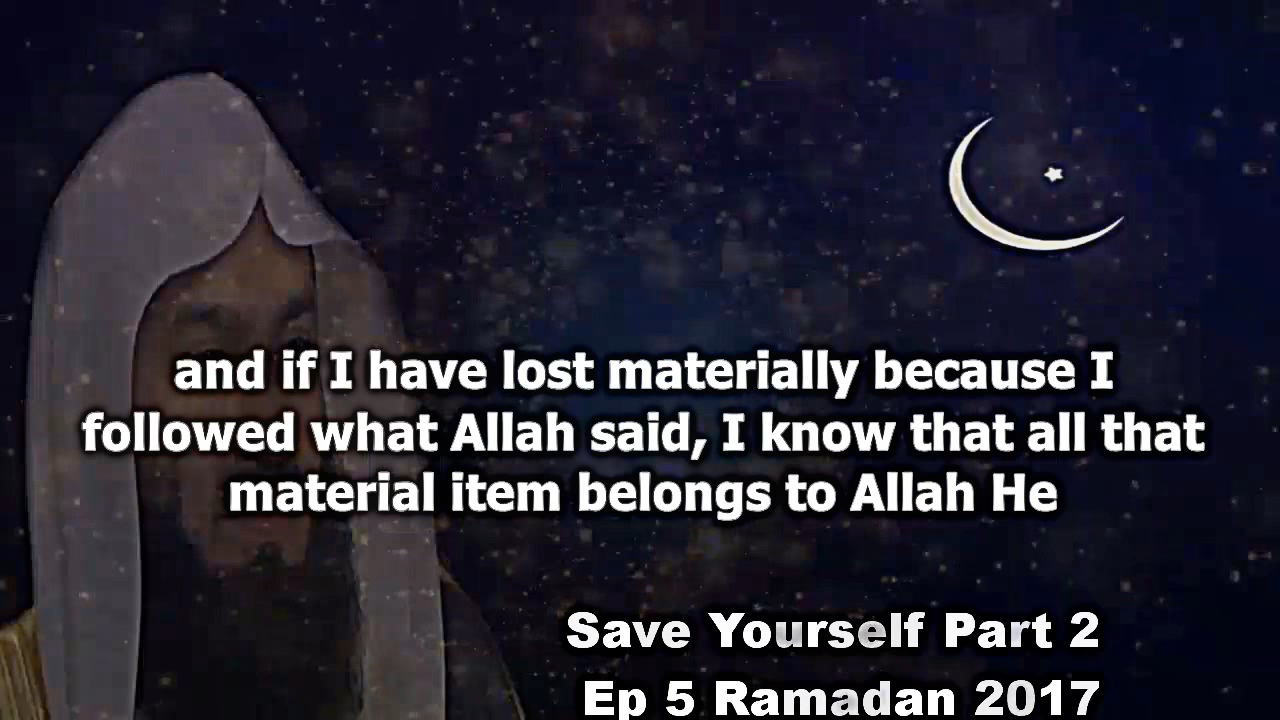 and if I have lost materially because I
followed what Allah said, I know that all that
material item belongs to Allah He
Save Yourself Part 2
Ep 5 Ramadan 2017